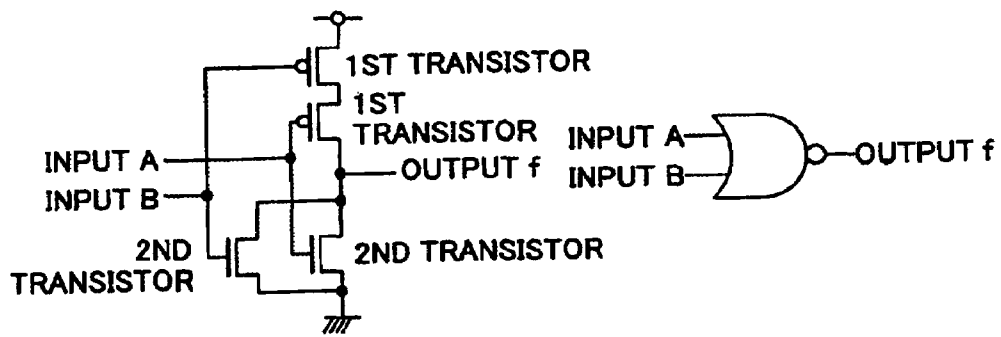 1ST TRANSISTOR
1ST
TRANSISTOR
INPUT A
OUTPUT f
INPUT B
2ND
TRANSISTOR
2ND TRANSISTOR
INPUT A
INPUT B
OUTPUT f